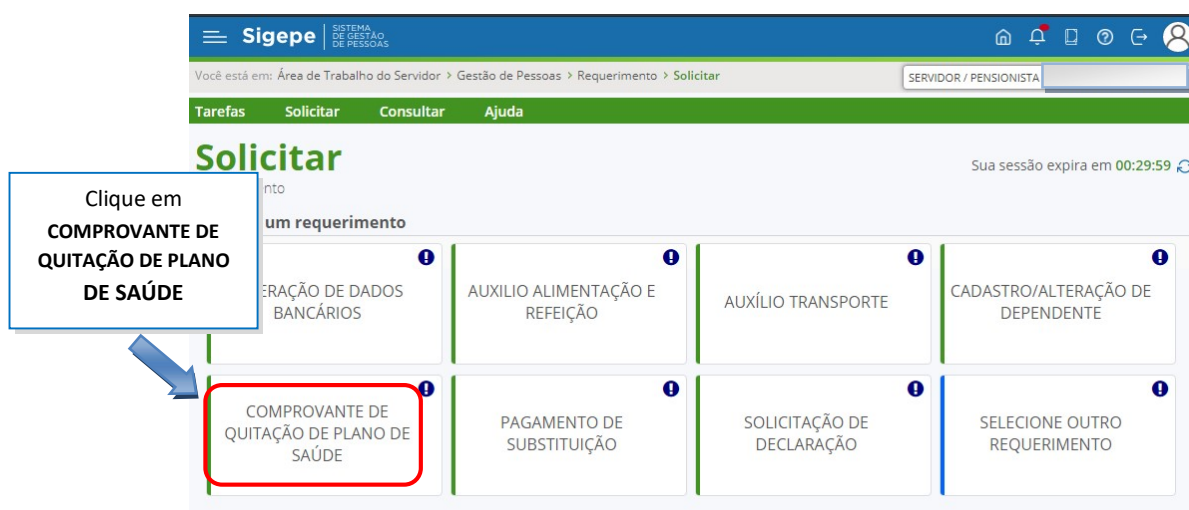 Sigepe SISTEMA
DE GESTÃO
DE PESSOAS
Você está em: Área de Trabalho do Servidor > Gestão de Pessoas > Requerimento > Solicitar
SERVIDOR / PENSIONISTA
Tarefas Solicitar Consultar Ajuda
Solicitar
Sua sessão expira em 00:29:59
Clique em
COMPROVANTE DE
QUITAÇÃO DE PLANO
DE SAÚDE
um requerimento
DADOS
BANCÁRIOS
AUXILIO ALIMENTAÇÃO E
REFEIÇÃO
AUXÍLIO TRANSPORTE
CADASTRO/ALTERAÇÃO DE
DEPENDENTE
COMPROVANTE DE
QUITAÇÃO DE PLANO DE
SAÚDE
PAGAMENTO DE
SUBSTITUIÇÃO
SOLICITAÇÃO DE
DECLARAÇÃO
SELECIONE OUTRO
REQUERIMENTO